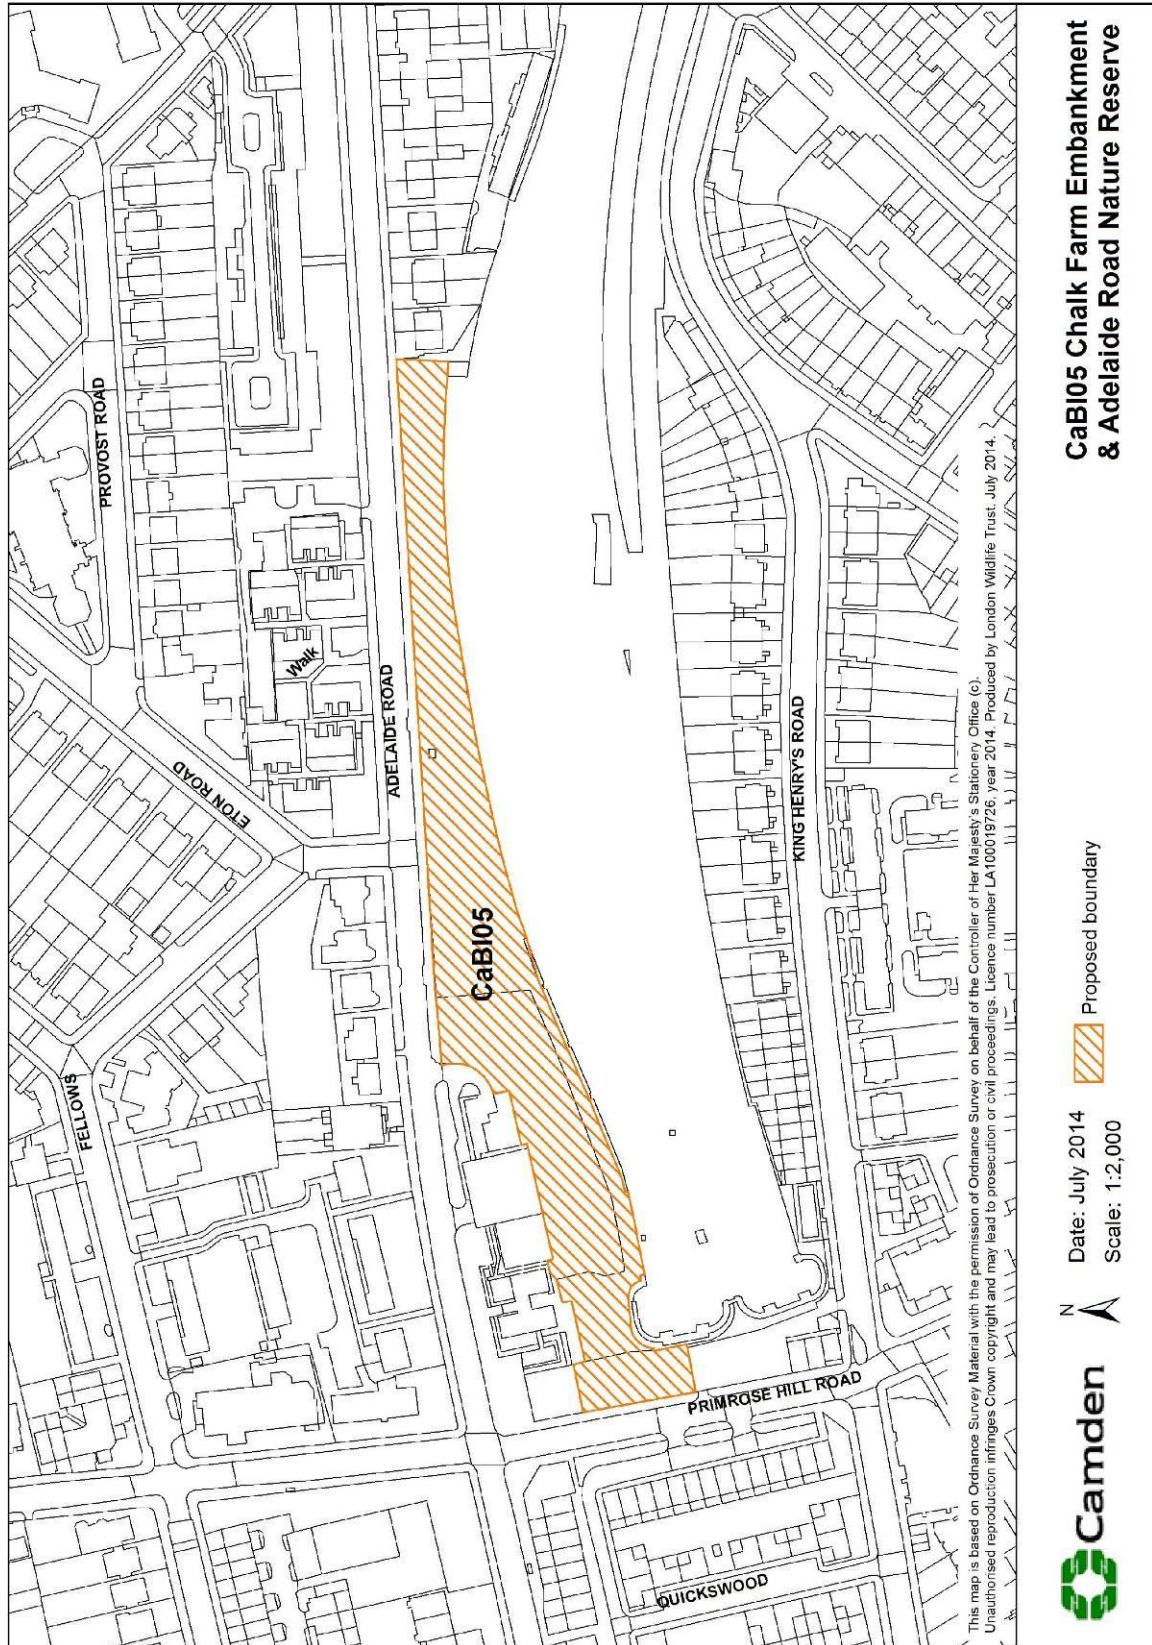 PROVOST ROAD
ETON ROAD
Walk
FELLOWS
ADELAIDE ROAD
CaBI05
KING HENRY'S ROAD
PRIMROSE HILL ROAD
QUICKSWOOD
This map is based on Ordnance Survey Material with the permission of Ordnance Survey on behalf of the Controller of Her Majesty's Stationery Office (c).
Unauthorised reproduction infringes Crown copyright and may lead to prosecution or civil proceedings. Licence number LA100019726, year 2014. Produced by London Wildlife Trust, July 2014.
Camden
N
Date: July 2014
Scale: 1:2,000
Proposed boundary
CaBI05 Chalk Farm Embankment
& Adelaide Road Nature Reserve